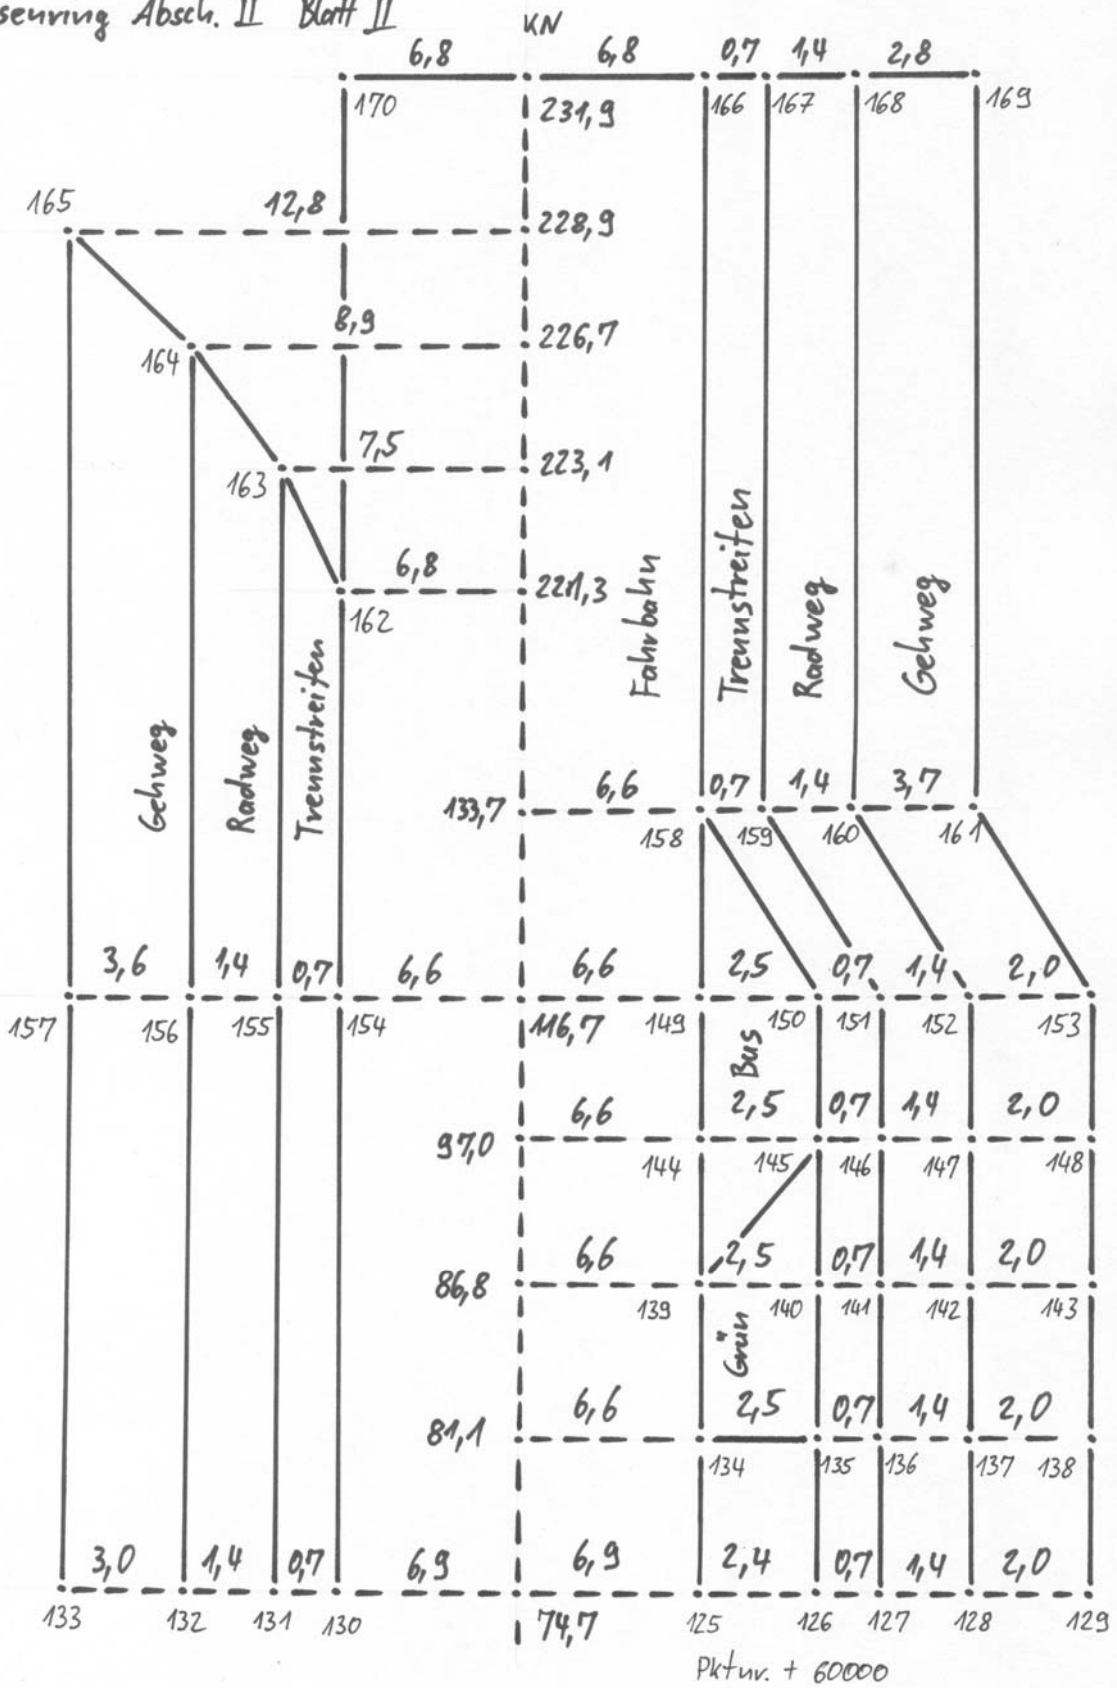 Absch. II Blatt II
KN
6,8 6,8 0,7 1,4 2,8
170 231,9 166 167 168 169
165 12,8 228,9
164 8,9 226,7
163 7,5 223,1
6,8 221,3
162
Gehweg Radweg Trennstreifen Fahrbahn Trennstreifen Radweg Gehweg
133,7 6,6 0,7 1,4 3,7
158 159 160 161
3,6 1,4 0,7 6,6 6,6 2,5 0,7 1,4 2,0
157 156 155 154 116,7 149 150 151 152 153
Bus
97,0 6,6 2,5 0,7 1,4 2,0
144 145 146 147 148
86,8 6,6 2,5 0,7 1,4 2,0
139 140 141 142 143
Grün
81,1 6,6 2,5 0,7 1,4 2,0
134 135 136 137 138
3,0 1,4 0,7 6,9 6,9 2,4 0,7 1,4 2,0
133 132 131 130 74,7 125 126 127 128 129
Pktnr. + 60000